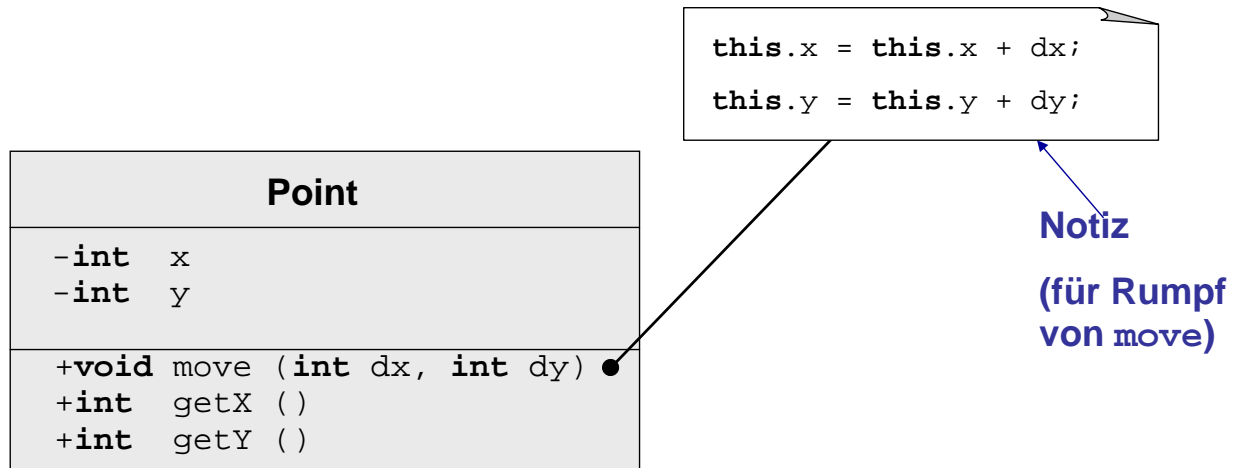 this.x = this.x + dx;
this.y = this.y + dy;
Point
-int x
-int y
+void move (int dx, int dy)
+int getX ()
+int getY ()
Notiz
(für Rumpf
von move)